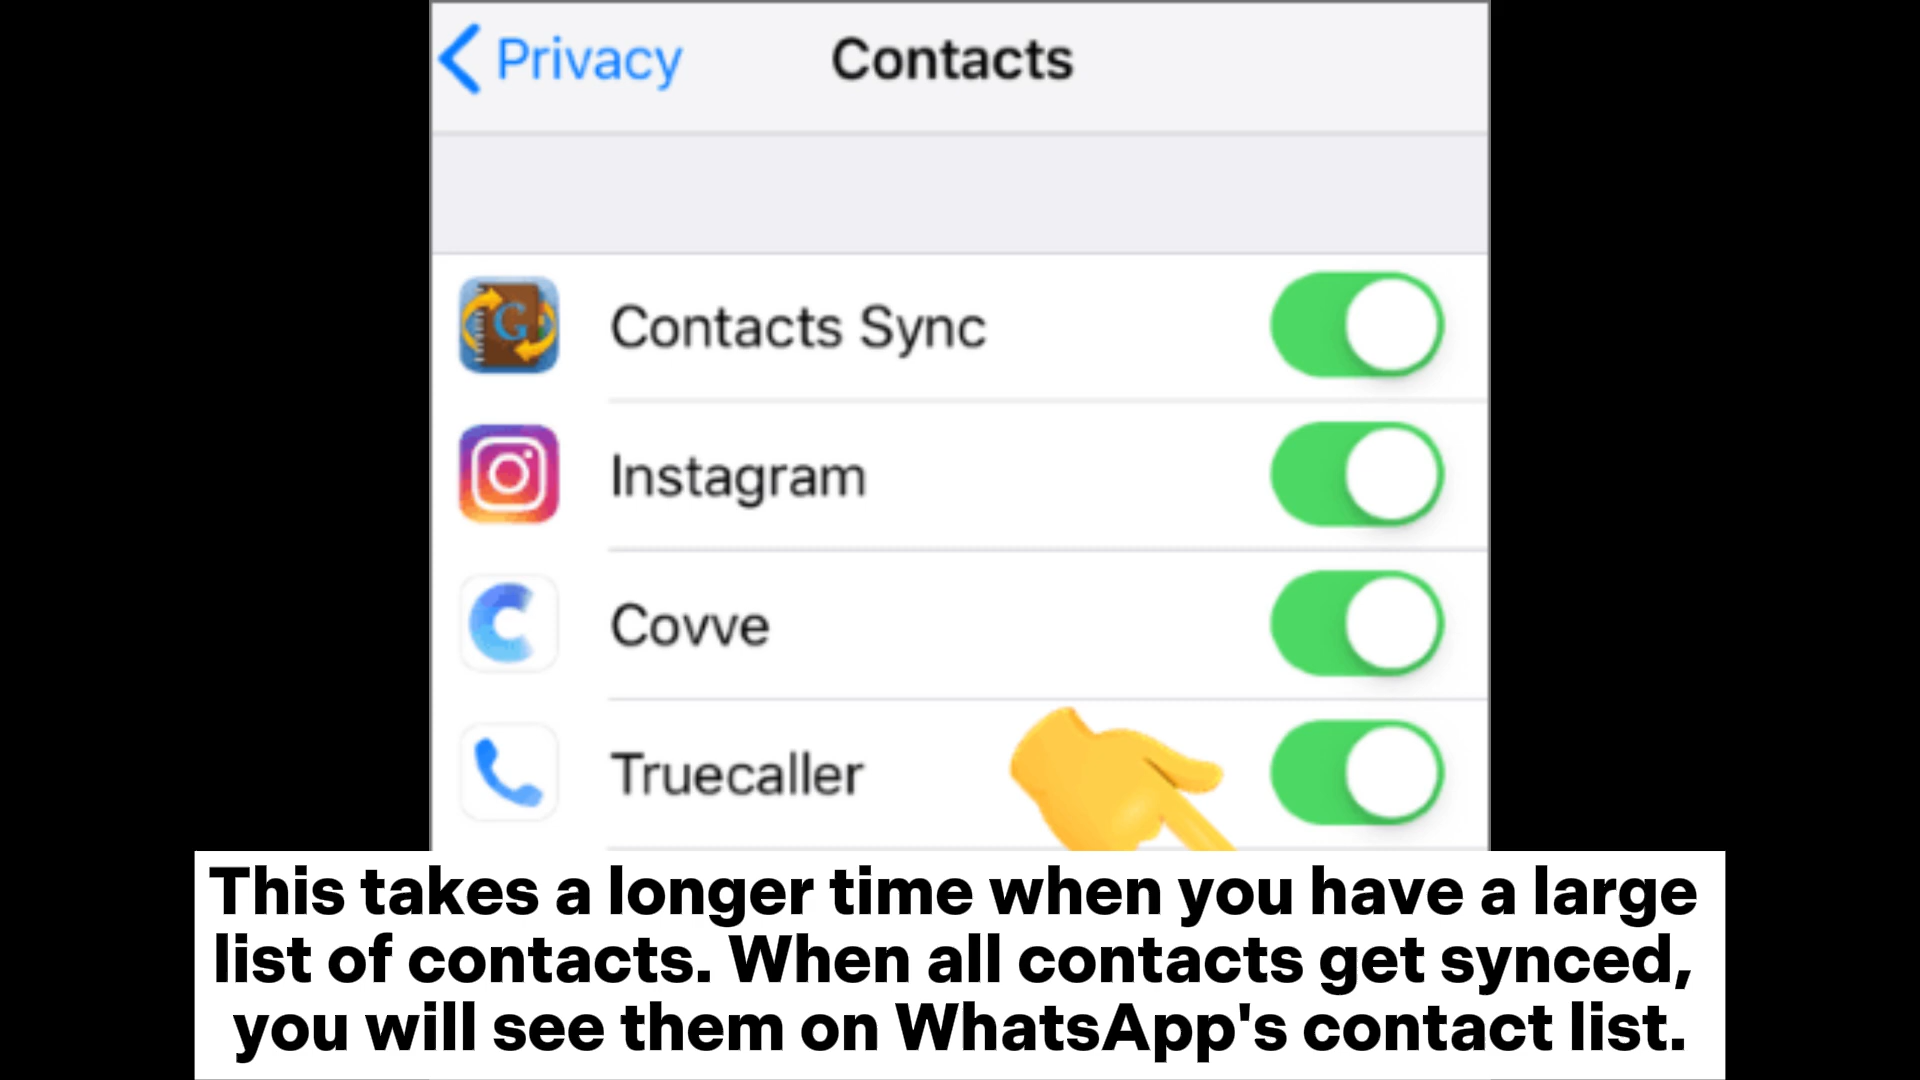 Privacy
Contacts
Contacts Sync
Instagram
Covve
Truecaller
This takes a longer time when you have a large
list of contacts. When all contacts get synced,
you will see them on WhatsApp's contact list.